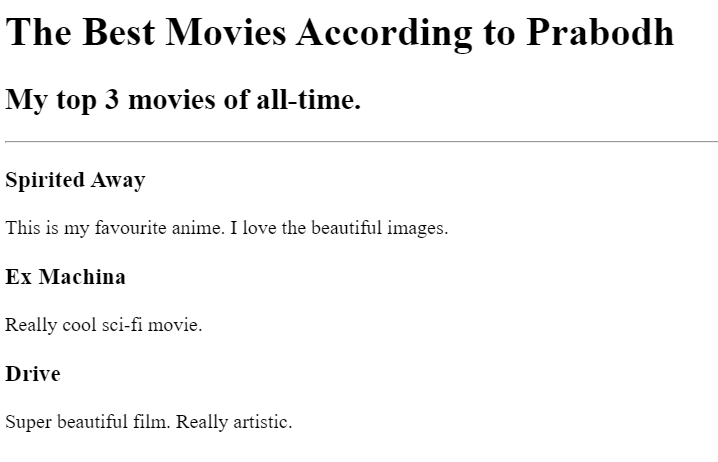 The Best Movies According to Prabodh
My top 3 movies of all-time.
Spirited Away
This is my favourite anime. I love the beautiful images.
Ex Machina
Really cool sci-fi movie.
Drive
Super beautiful film. Really artistic.